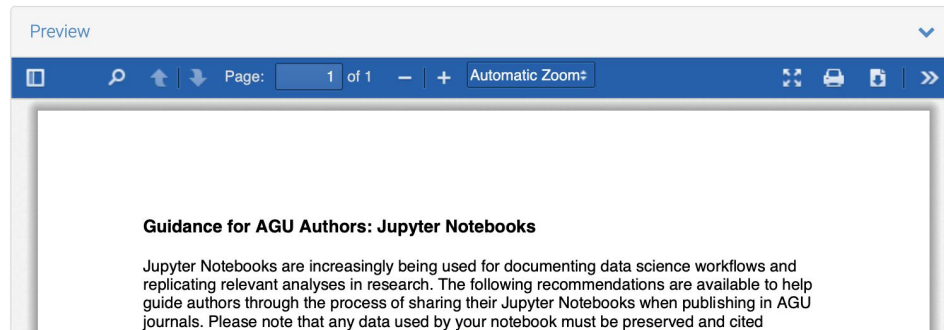 Preview
Page: 1 of 1 Automatic Zoom
Guidance for AGU Authors: Jupyter Notebooks
Jupyter Notebooks are increasingly being used for documenting data science workflows and
replicating relevant analyses in research. The following recommendations are available to help
guide authors through the process of sharing their Jupyter Notebooks when publishing in AGU
journals. Please note that any data used by your notebook must be preserved and cited